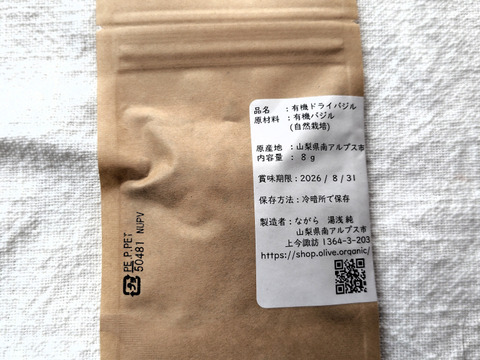 品名 ：有機ドライバジル
原材料 ：有機バジル
(自然栽培)
原産地 ：山梨県南アルプス市
内容量 ：8g
賞味期限：2026/8/31
保存方法：冷暗所で保存
製造者：ながら 湯浅 純
山梨県南アルプス市
上今諏訪 1364-3-203
https://shop.olive.organic/
PE,P,PET
50481 NUPV